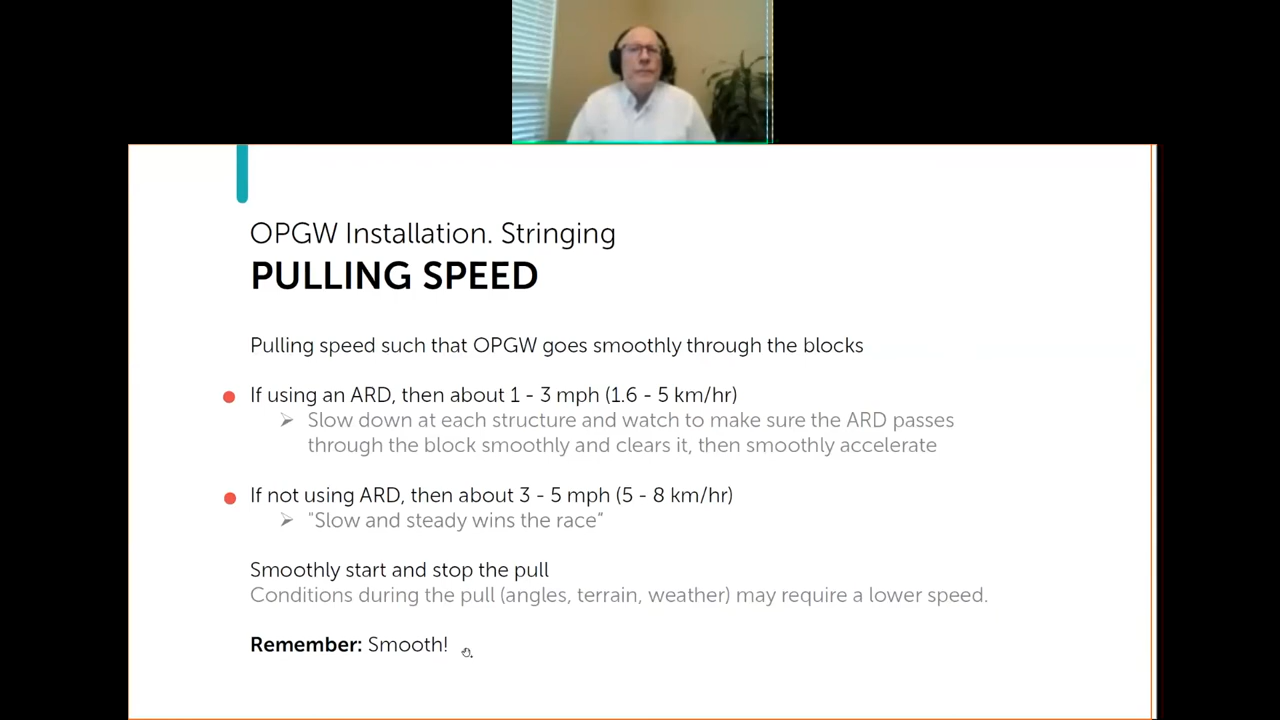 OPGW Installation. Stringing
PULLING SPEED
Pulling speed such that OPGW goes smoothly through the blocks
If using an ARD, then about 1 - 3 mph (1.6 - 5 km/hr)
Slow down at each structure and watch to make sure the ARD passes
through the block smoothly and clears it, then smoothly accelerate
If not using ARD, then about 3 - 5 mph (5 - 8 km/hr)
"Slow and steady wins the race"
Smoothly start and stop the pull
Conditions during the pull (angles, terrain, weather) may require a lower speed.
Remember: Smooth!